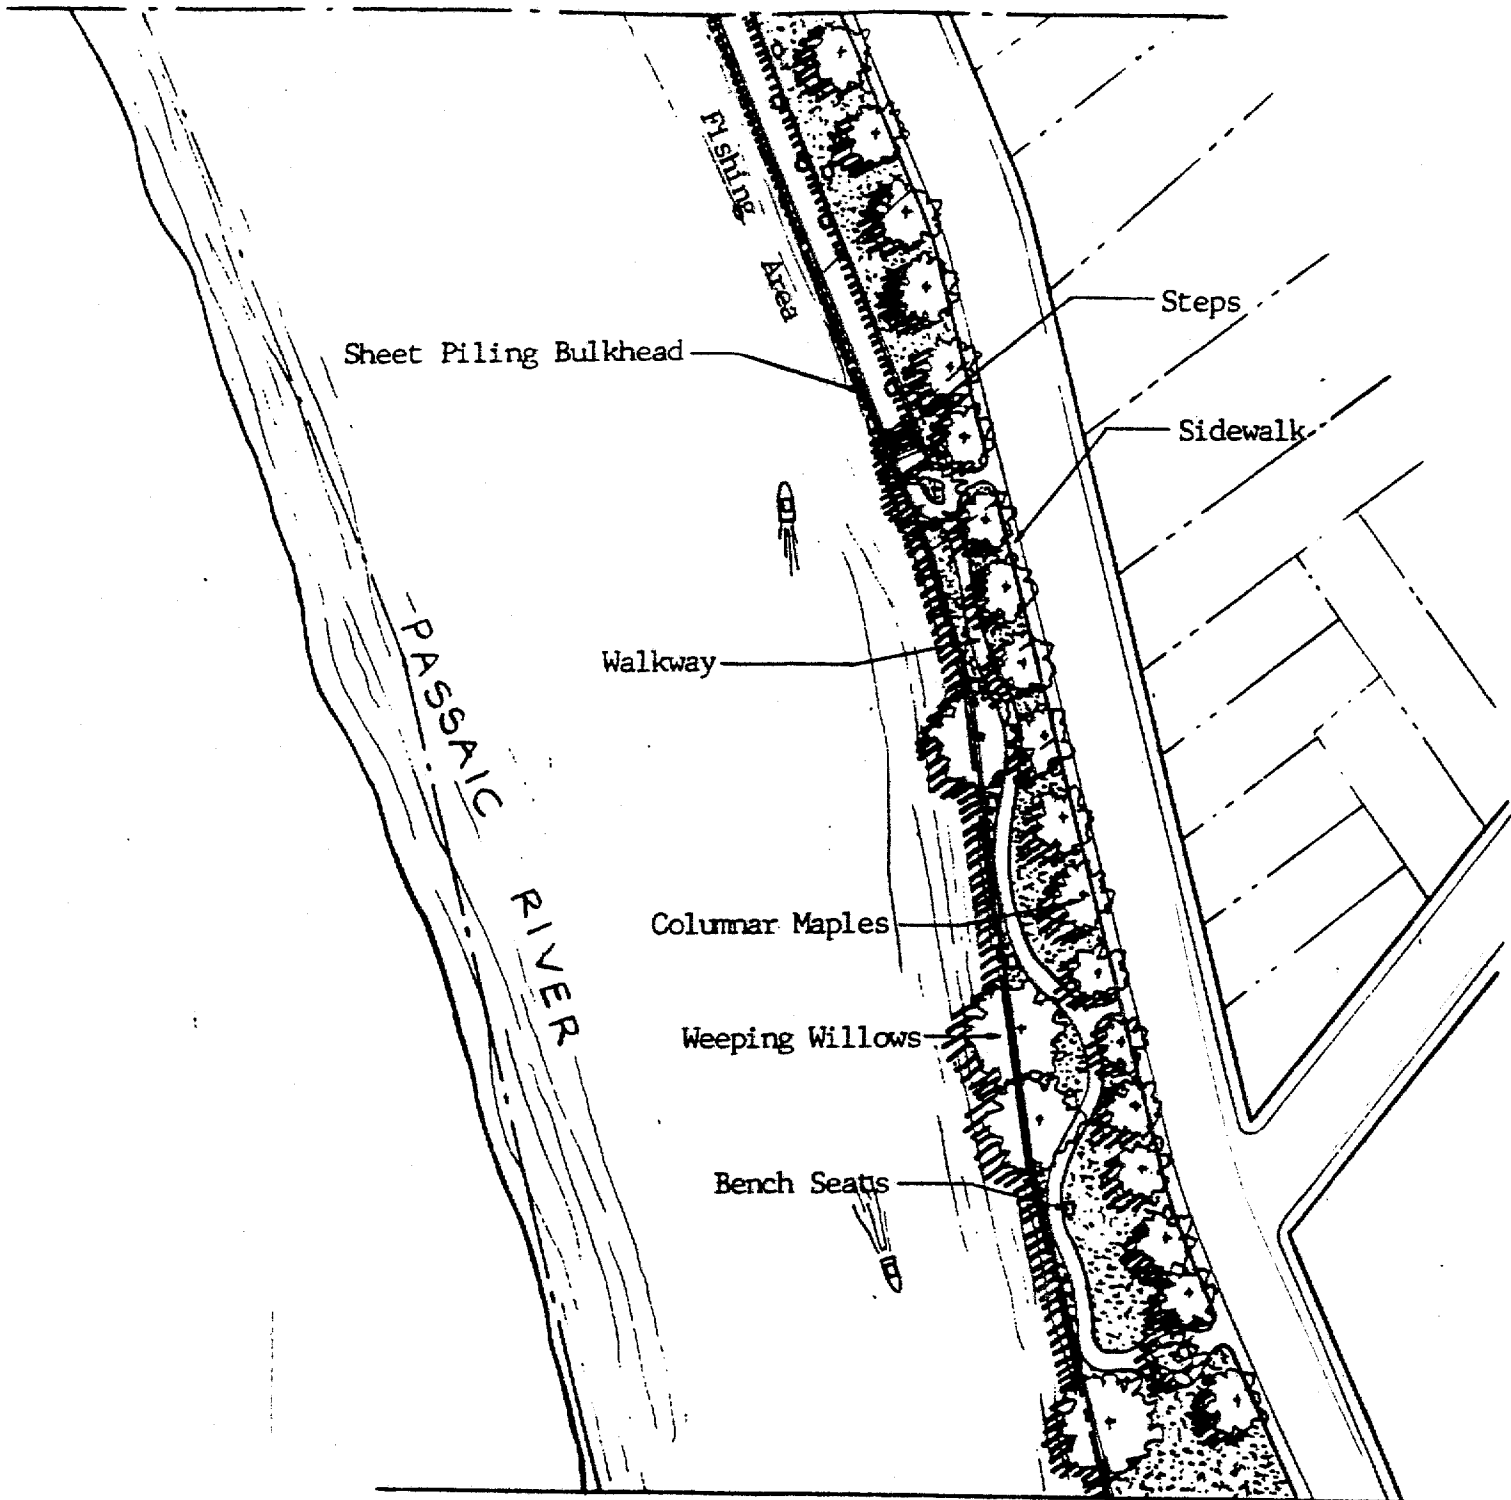 Fishing
Area
Steps
Sheet Piling Bulkhead
Sidewalk
Walkway
PASSAIC
RIVER
Columnar Maples
Weeping Willows
Bench Seats